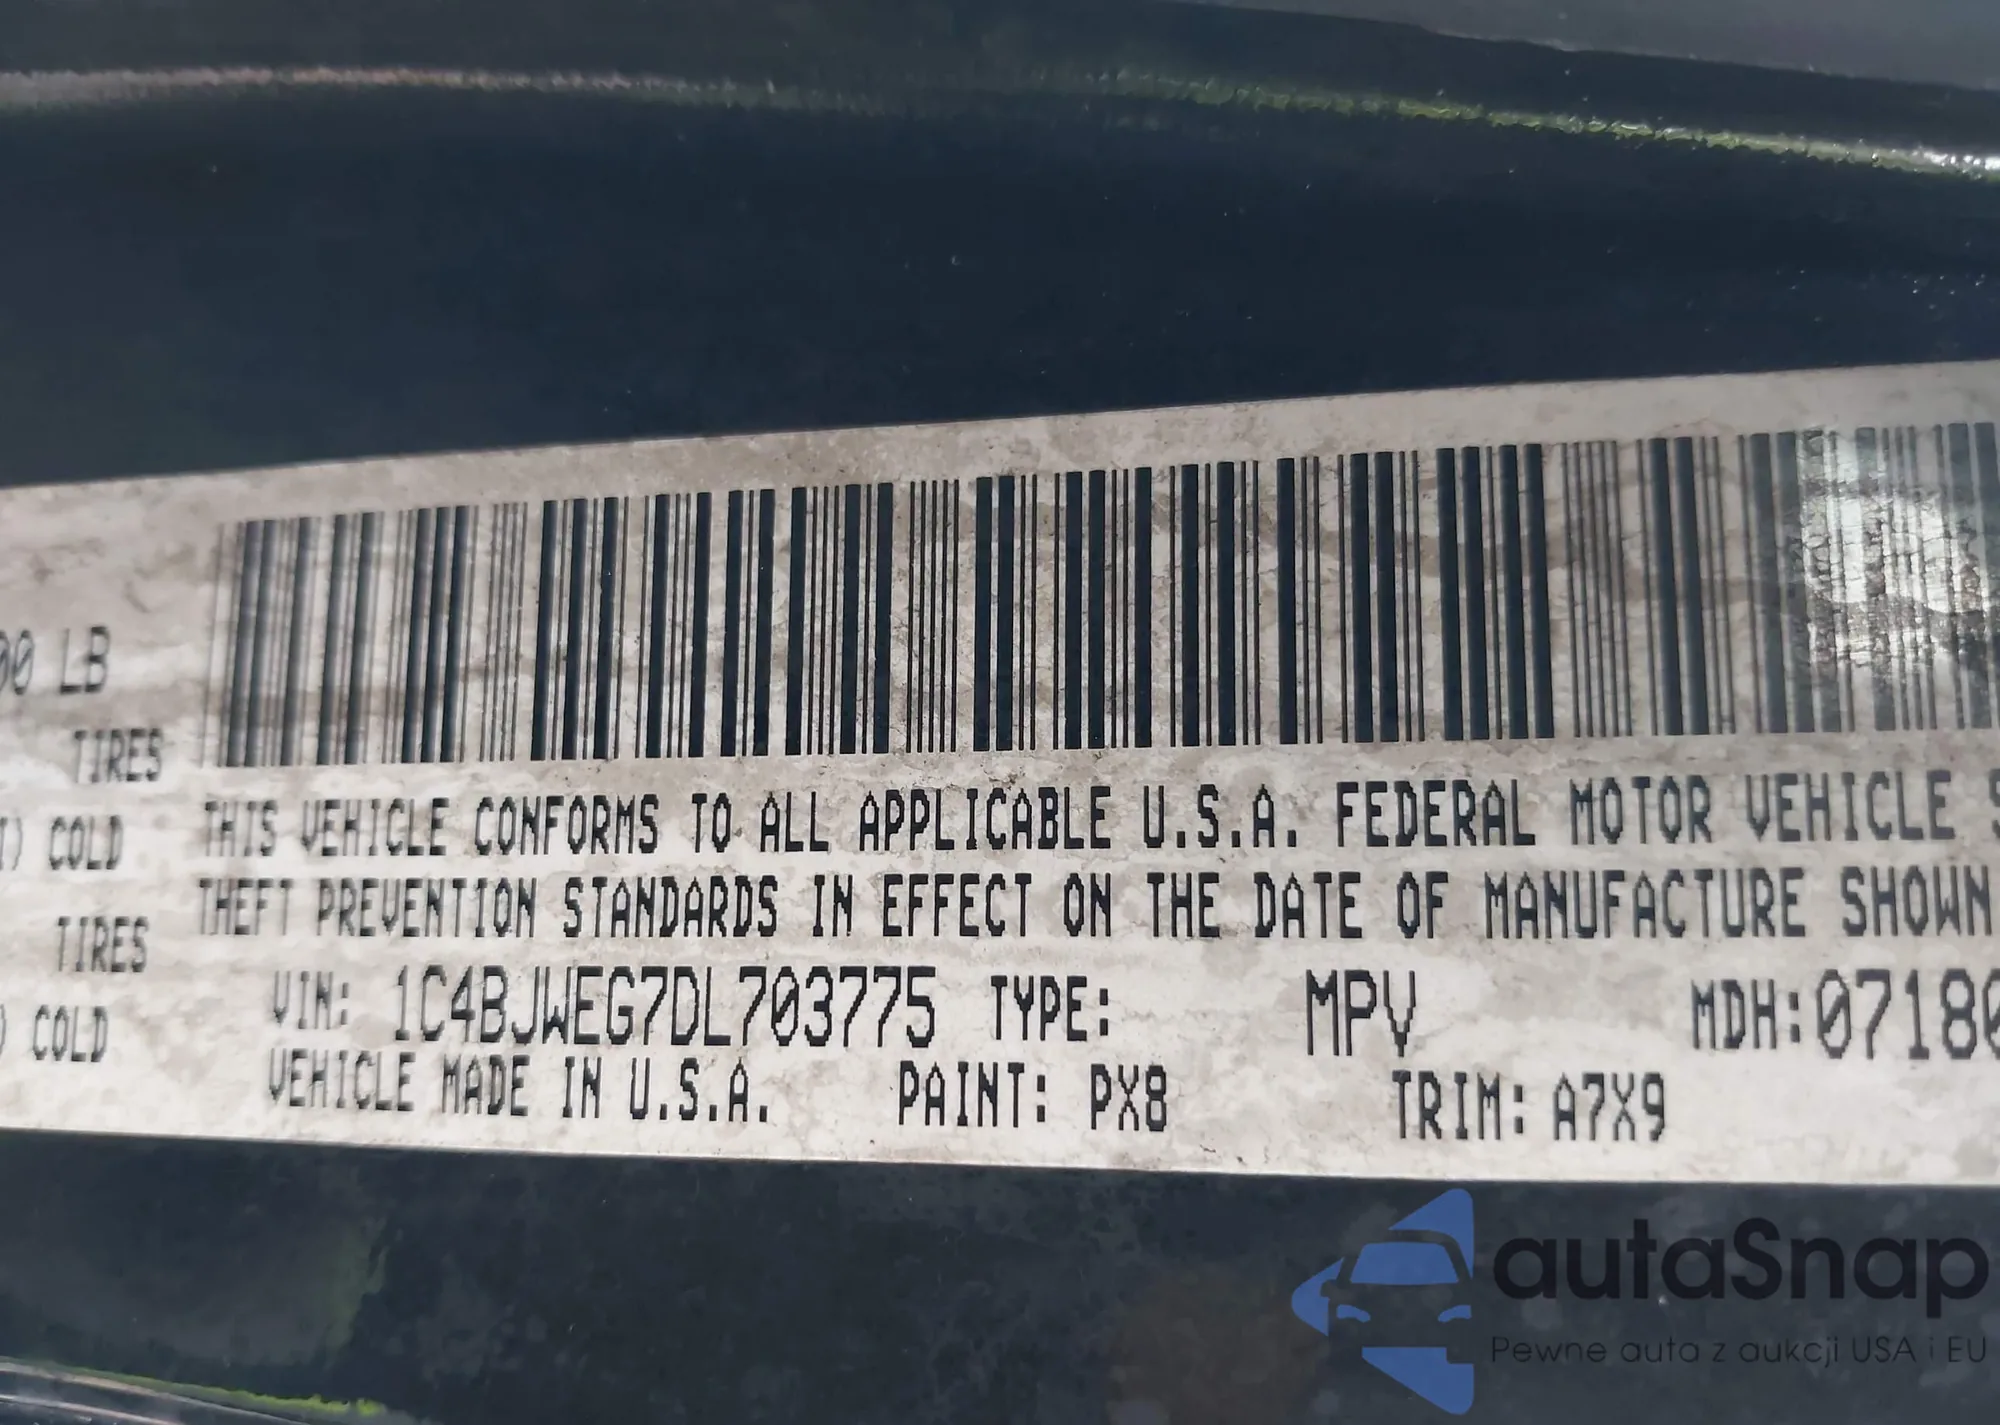 00 LB
TIRES
COLD
TIRES
COLD
THIS VEHICLE CONFORMS TO ALL APPLICABLE U.S.A. FEDERAL MOTOR VEHICLE S
THEFT PREVENTION STANDARDS IN EFFECT ON THE DATE OF MANUFACTURE SHOWN
VIN: 1C4BJWEG7DL703775 TYPE: MPV MDH:07180
VEHICLE MADE IN U.S.A. PAINT: PX8 TRIM: A7X9
autaSnap
Pewne auta z aukcji USA i EU